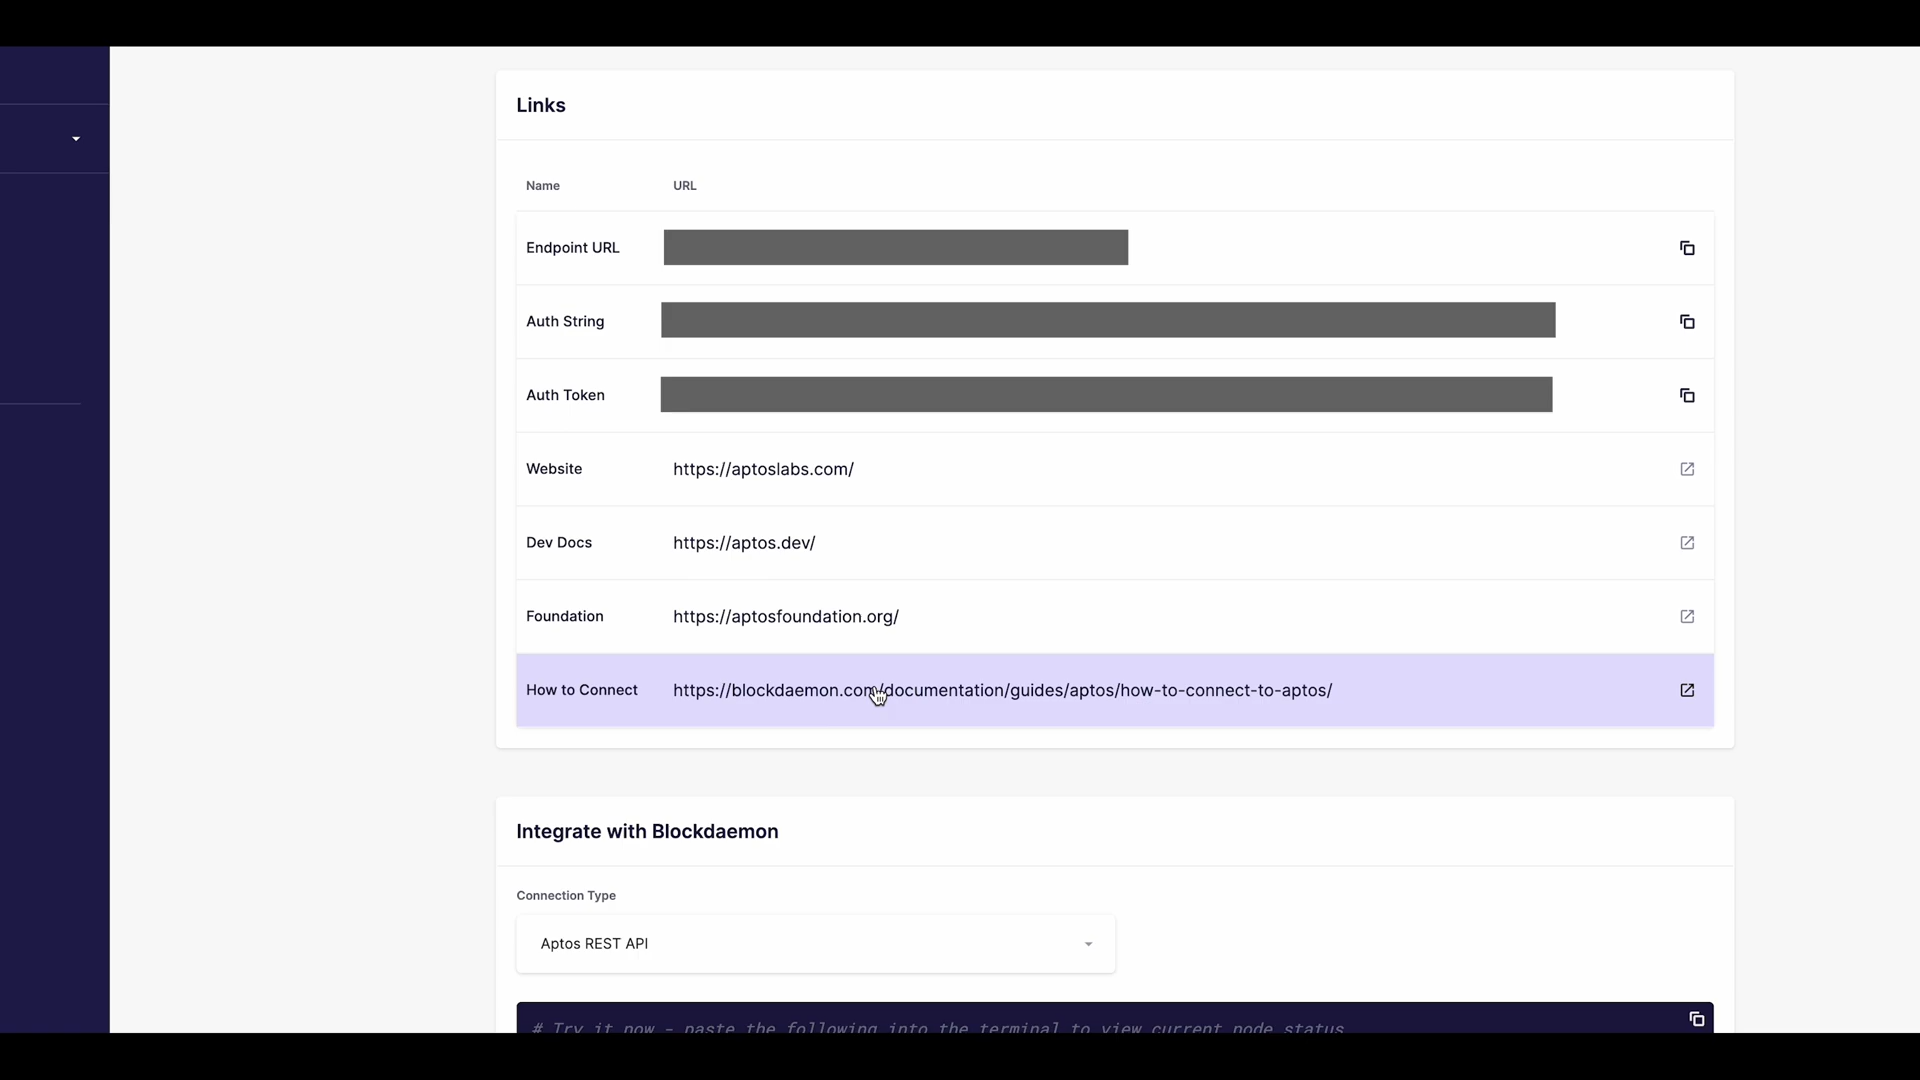 Links
Name URL
Endpoint URL
Auth String
Auth Token
Website https://aptoslabs.com/
Dev Docs https://aptos.dev/
Foundation https://aptosfoundation.org/
How to Connect https://blockdaemon.com/documentation/guides/aptos/how-to-connect-to-aptos/
Integrate with Blockdaemon
Connection Type
Aptos REST API
# Try it now - paste the following into the terminal to view current node status